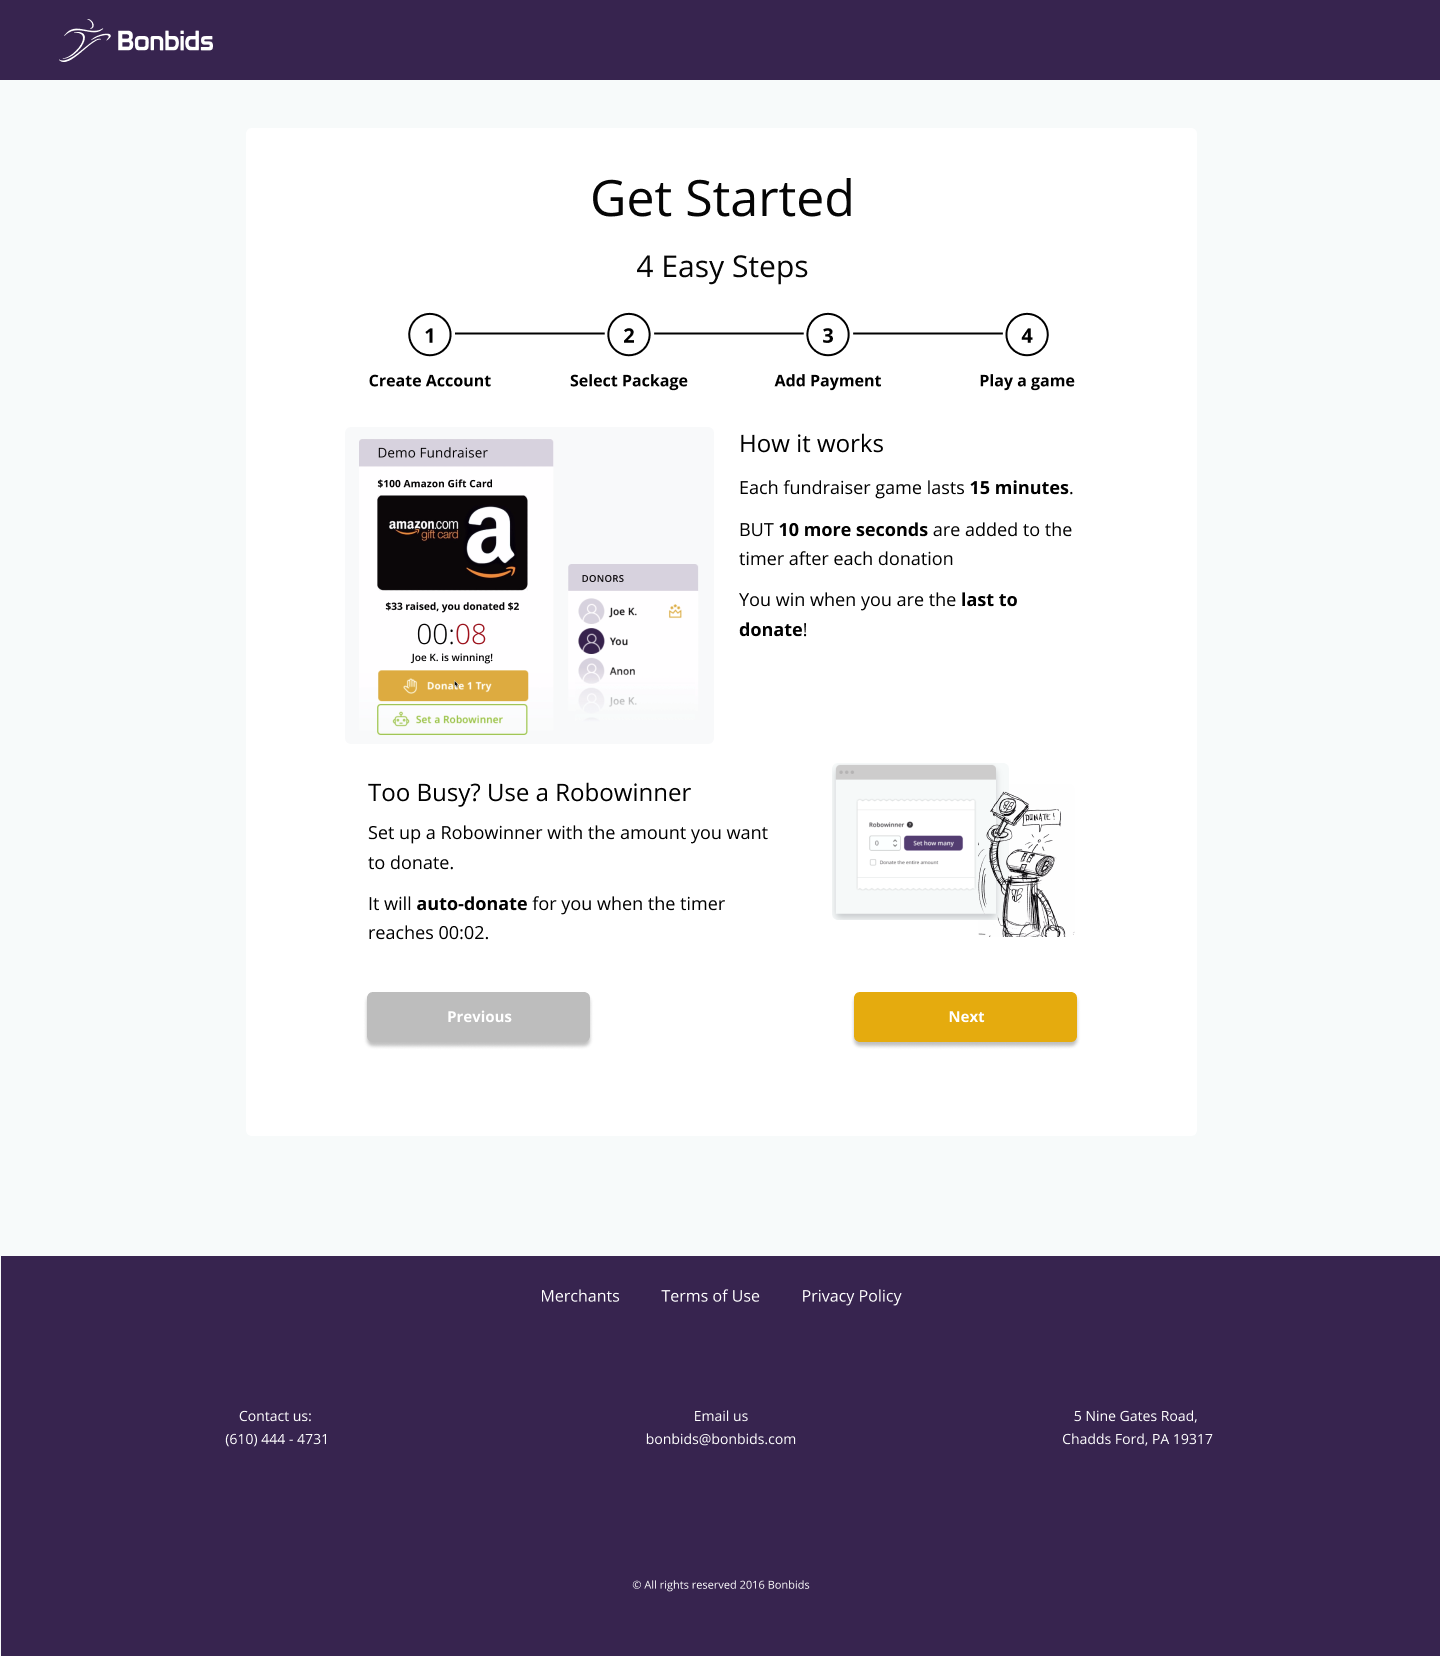 Bonbids
Get Started
4 Easy Steps
1 2 3 4
Create Account Select Package Add Payment Play a game
Demo Fundraiser
$100 Amazon Gift Card
amazon.com
gift card
a
$33 raised, you donated $2
00:08
Joe K. is winning!
Donate 1 Try
Set a Robowinner
DONORS
Joe K.
You
Anon
Joe K.
How it works
Each fundraiser game lasts 15 minutes.
BUT 10 more seconds are added to the
timer after each donation
You win when you are the last to
donate!
Too Busy? Use a Robowinner
Set up a Robowinner with the amount you want
to donate.
It will auto-donate for you when the timer
reaches 00:02.
Robowinner ?
0 Set how many
Donate the entire amount
DONATE!
Previous Next
Merchants Terms of Use Privacy Policy
Contact us:
(610) 444 - 4731
Email us
bonbids@bonbids.com
5 Nine Gates Road,
Chadds Ford, PA 19317
© All rights reserved 2016 Bonbids